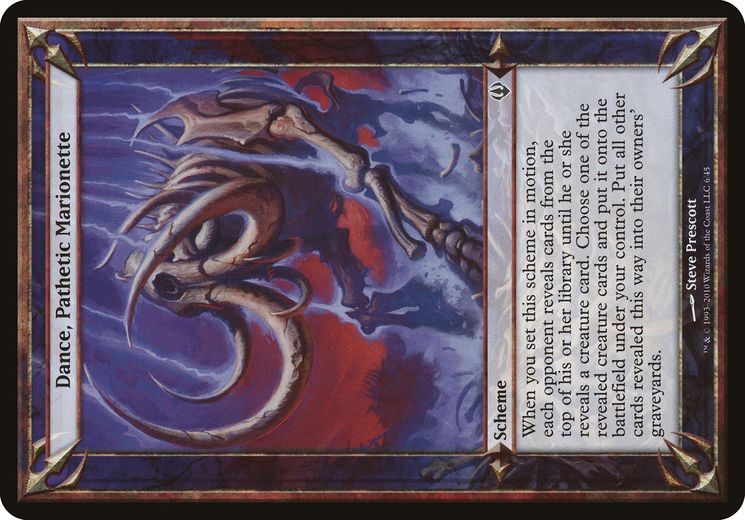 Dance, Pathetic Marionette
Scheme
When you set this scheme in motion,
each opponent reveals cards from the
top of his or her library until he or she
reveals a creature card. Choose one of the
revealed creature cards and put it onto the
battlefield under your control. Put all other
cards revealed this way into their owners'
graveyards.
Steve Prescott
™ & © 1993–2010 Wizards of the Coast LLC 6/45